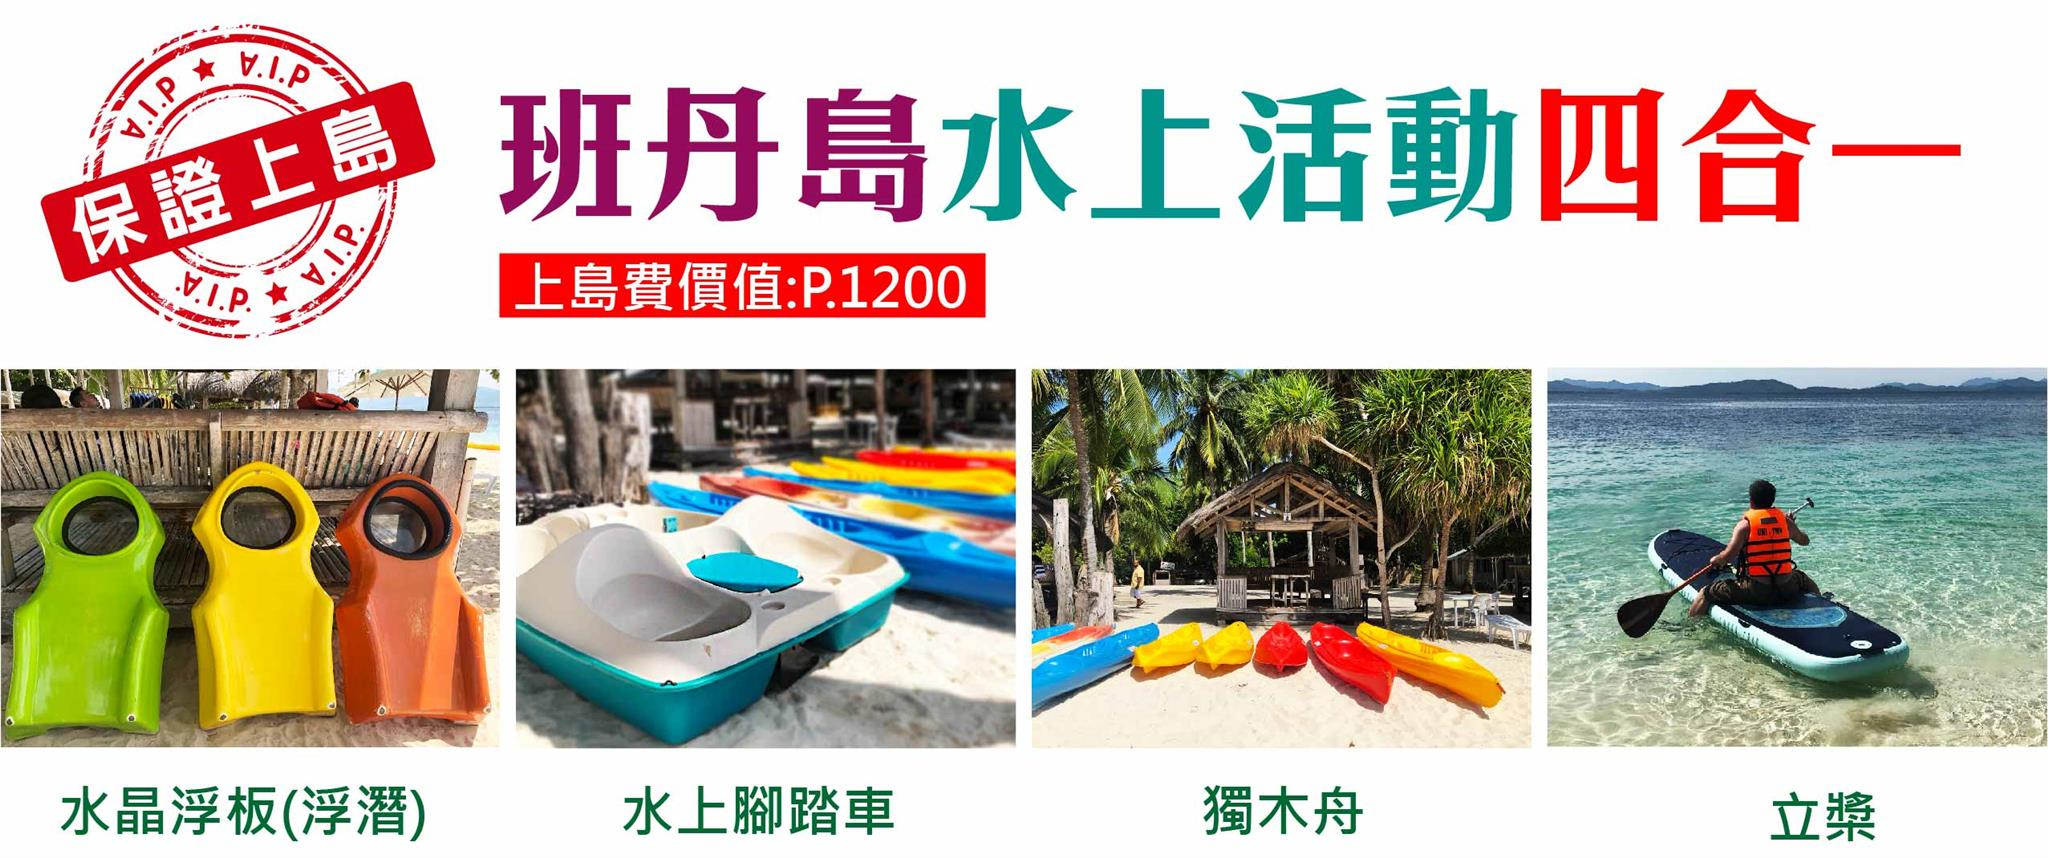 V.I.P ★ V.I.P
保證上島
V.I.P. ★ V.I.P.
班丹島水上活動四合一
上島費價值:P.1200
水晶浮板(浮潛)
水上腳踏車
獨木舟
立槳